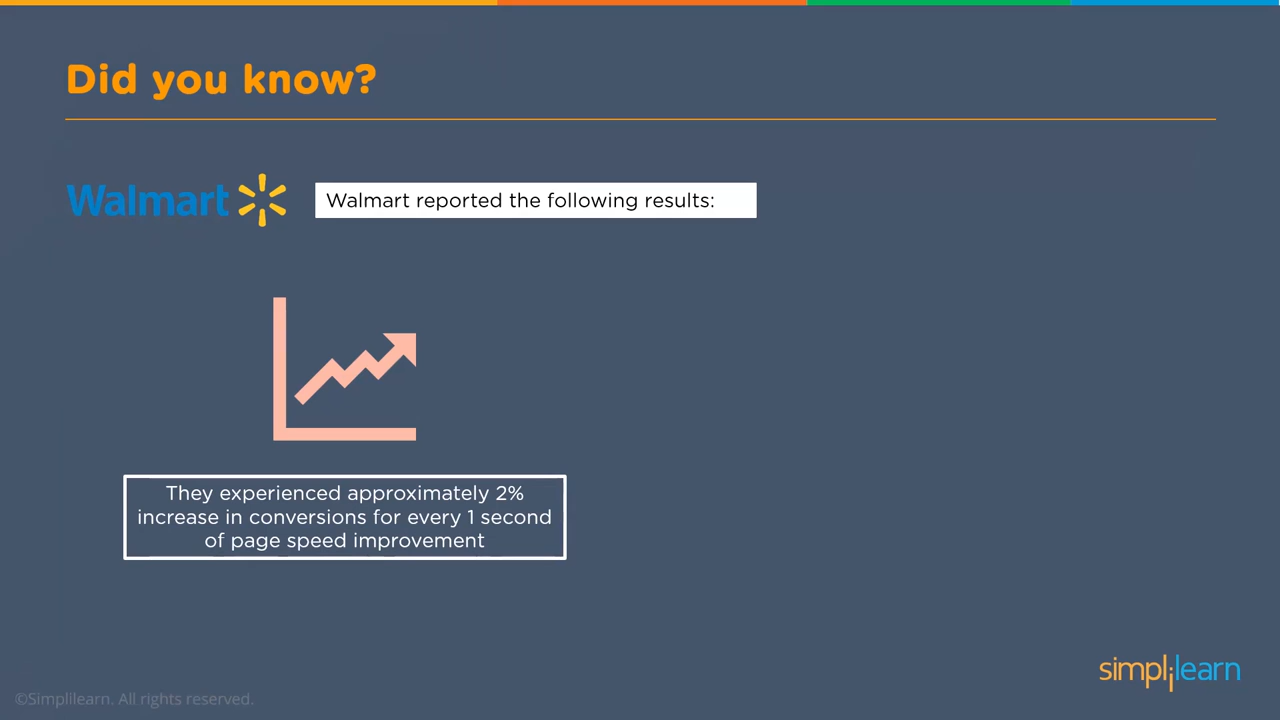 Did you know?
Walmart
Walmart reported the following results:
They experienced approximately 2%
increase in conversions for every 1 second
of page speed improvement
simplilearn
©Simplilearn. All rights reserved.